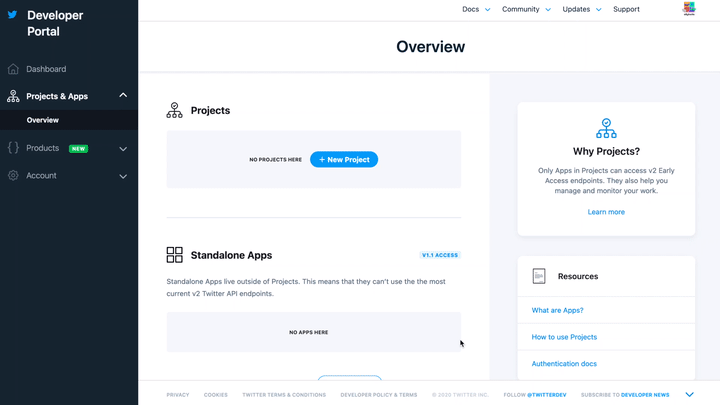 Developer
Portal
Dashboard
Projects & Apps
Overview
Products NEW
Account
Docs Community Updates Support
Overview
Projects
NO PROJECTS HERE + New Project
Standalone Apps V1.1 ACCESS
Standalone Apps live outside of Projects. This means that they can't use the the most
current v2 Twitter API endpoints.
NO APPS HERE
Why Projects?
Only Apps in Projects can access v2 Early
Access endpoints. They also help you
manage and monitor your work.
Learn more
Resources
What are Apps?
How to use Projects
Authentication docs
PRIVACY COOKIES TWITTER TERMS & CONDITIONS DEVELOPER POLICY & TERMS © 2020 TWITTER INC. FOLLOW @TWITTERDEV SUBSCRIBE TO DEVELOPER NEWS